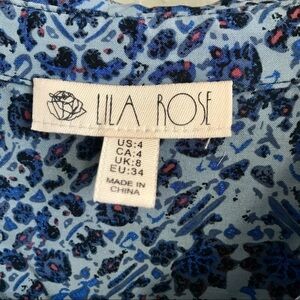 LILA ROSE
US:4
CA:4
UK:8
EU:34
MADE IN
CHINA